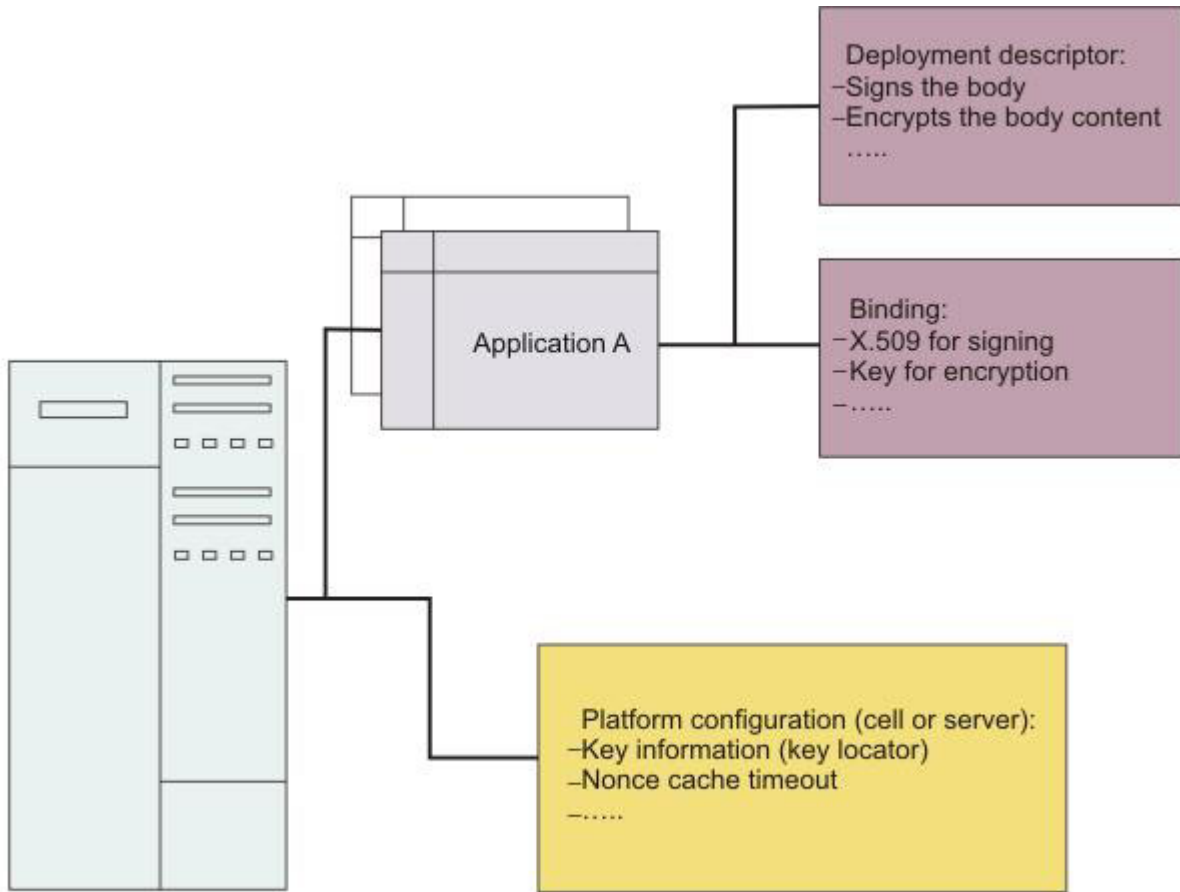 Deployment descriptor:
–Signs the body
–Encrypts the body content
…..
Binding:
–X.509 for signing
–Key for encryption
–…..
Application A
Platform configuration (cell or server):
–Key information (key locator)
–Nonce cache timeout
–…..